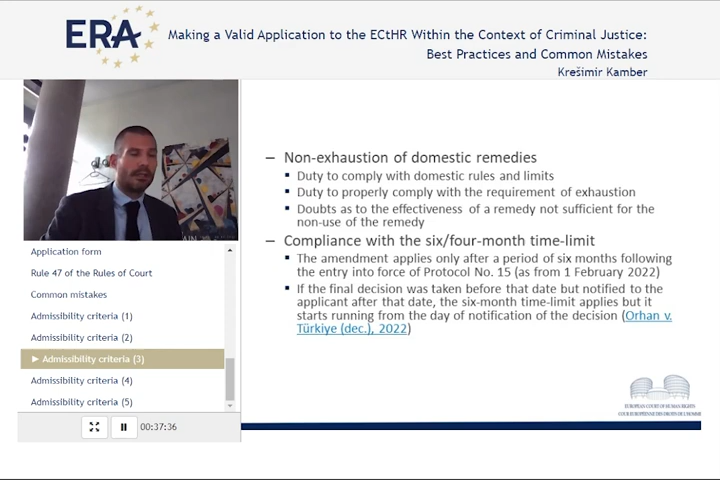 ERA
Making a Valid Application to the ECtHR Within the Context of Criminal Justice:
Best Practices and Common Mistakes
Krešimir Kamber
– Non-exhaustion of domestic remedies
▪ Duty to comply with domestic rules and limits
▪ Duty to properly comply with the requirement of exhaustion
▪ Doubts as to the effectiveness of a remedy not sufficient for the
non-use of the remedy
– Compliance with the six/four-month time-limit
▪ The amendment applies only after a period of six months following
the entry into force of Protocol No. 15 (as from 1 February 2022)
▪ If the final decision was taken before that date but notified to the
applicant after that date, the six-month time-limit applies but it
starts running from the day of notification of the decision (Orhan v.
Türkiye (dec.), 2022)
Application form
Rule 47 of the Rules of Court
Common mistakes
Admissibility criteria (1)
Admissibility criteria (2)
► Admissibility criteria (3)
Admissibility criteria (4)
Admissibility criteria (5)
00:37:36
EUROPEAN COURT OF HUMAN RIGHTS
COUR EUROPÉENNE DES DROITS DE L'HOMME